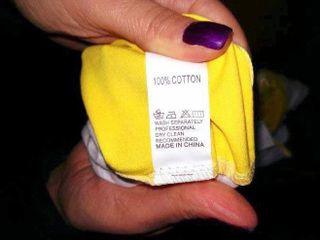 100% COTTON
WASH SEPARATELY
PROFESSIONAL
DRY CLEAN
RECOMMENDED
MADE IN CHINA